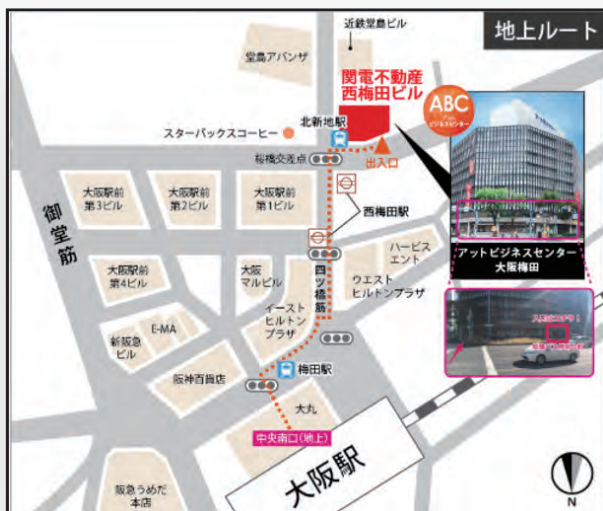 地上ルート
近鉄堂島ビル
堂島アバンザ
関電不動産
西梅田ビル
ABC
ビジネスセンター
北新地駅
スターバックスコーヒー
出入口
桜橋交差点
西梅田駅
大阪駅前
第3ビル
大阪駅前
第2ビル
大阪駅前
第1ビル
御堂筋
アットビジネスセンター
大阪梅田
ハービス
エント
四ツ橋筋
大阪駅前
第4ビル
大阪
マルビル
ウエスト
ヒルトンプラザ
イースト
ヒルトン
プラザ
E-MA
新阪急
ビル
梅田駅
阪神百貨店
大丸
中央南口(地上)
大阪駅
阪急うめだ
本店
N